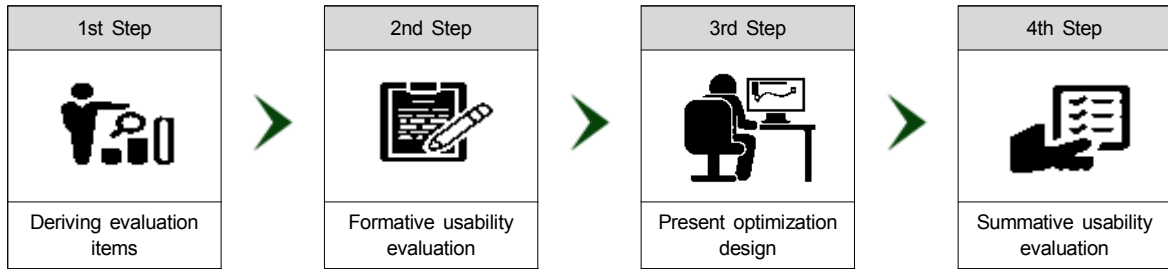 1st Step
Deriving evaluation
items
2nd Step
Formative usability
evaluation
3rd Step
Present optimization
design
4th Step
Summative usability
evaluation